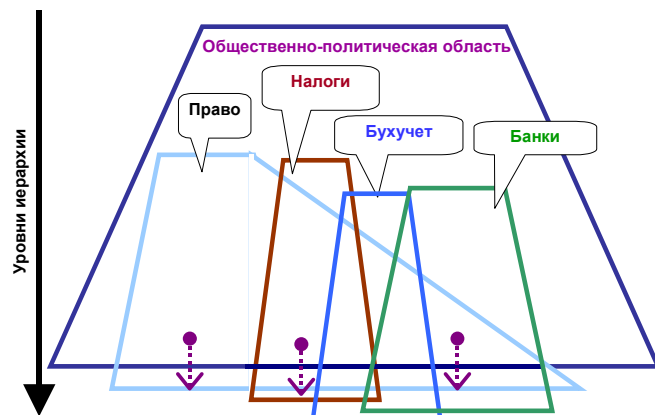 Общественно-политическая область
Налоги
Право
Бухучет
Банки
Уровни иерархии